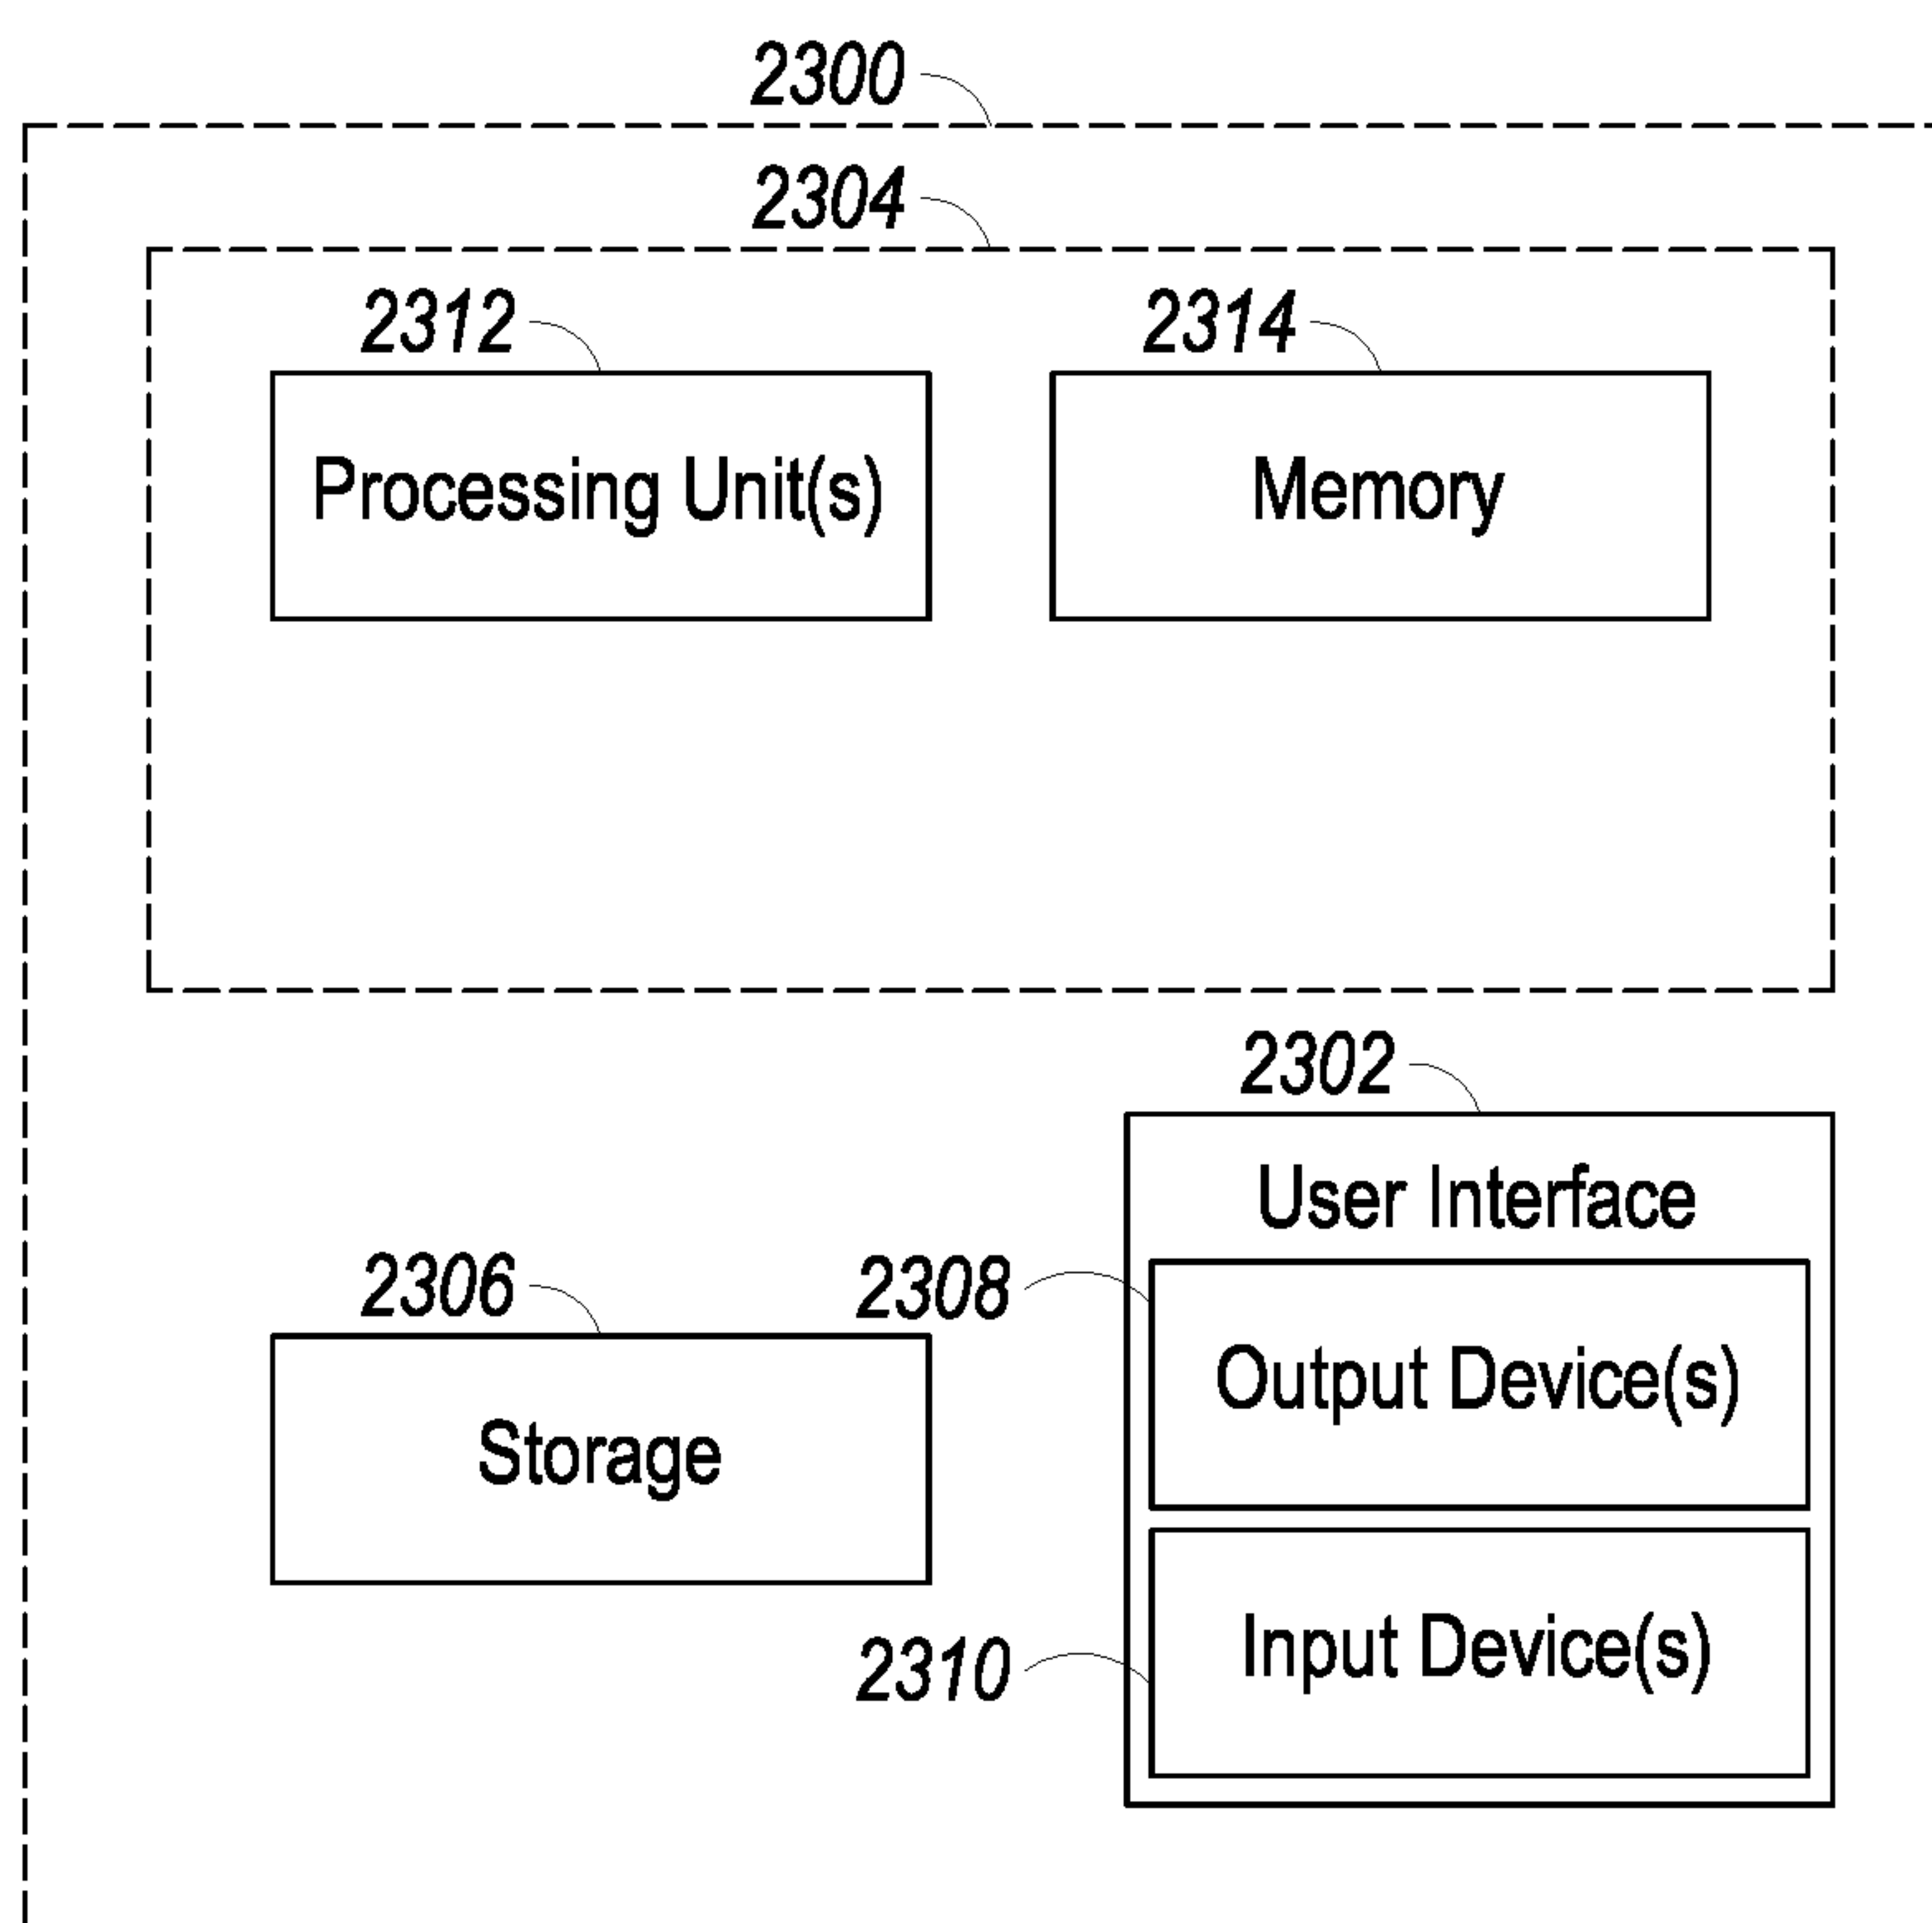 2300
2304
2312
2314
Processing Unit(s)
Memory
2302
User Interface
2306
2308
Output Device(s)
Storage
2310
Input Device(s)